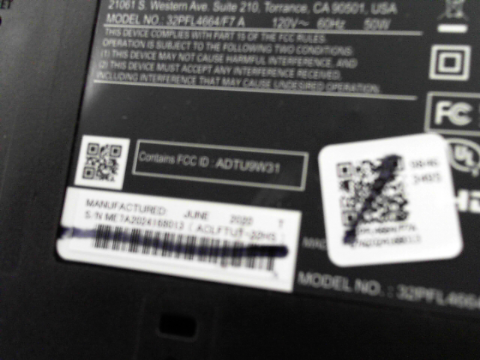 21061 S. Western Ave. Suite 210, Torrance, CA 90501, USA
MODEL NO.: 32PFL4664/F7 A 120V~ 60Hz 50W
THIS DEVICE COMPLIES WITH PART 15 OF THE FCC RULES.
OPERATION IS SUBJECT TO THE FOLLOWING TWO CONDITIONS:
(1) THIS DEVICE MAY NOT CAUSE HARMFUL INTERFERENCE, AND
(2) THIS DEVICE MUST ACCEPT ANY INTERFERENCE RECEIVED,
INCLUDING INTERFERENCE THAT MAY CAUSE UNDESIRED OPERATION.
FC
Contains FCC ID : ADTU9W31
UL
MANUFACTURED JUNE 2020 T
S/N ME1A2024168013
MODEL NO. : 32PFL4664